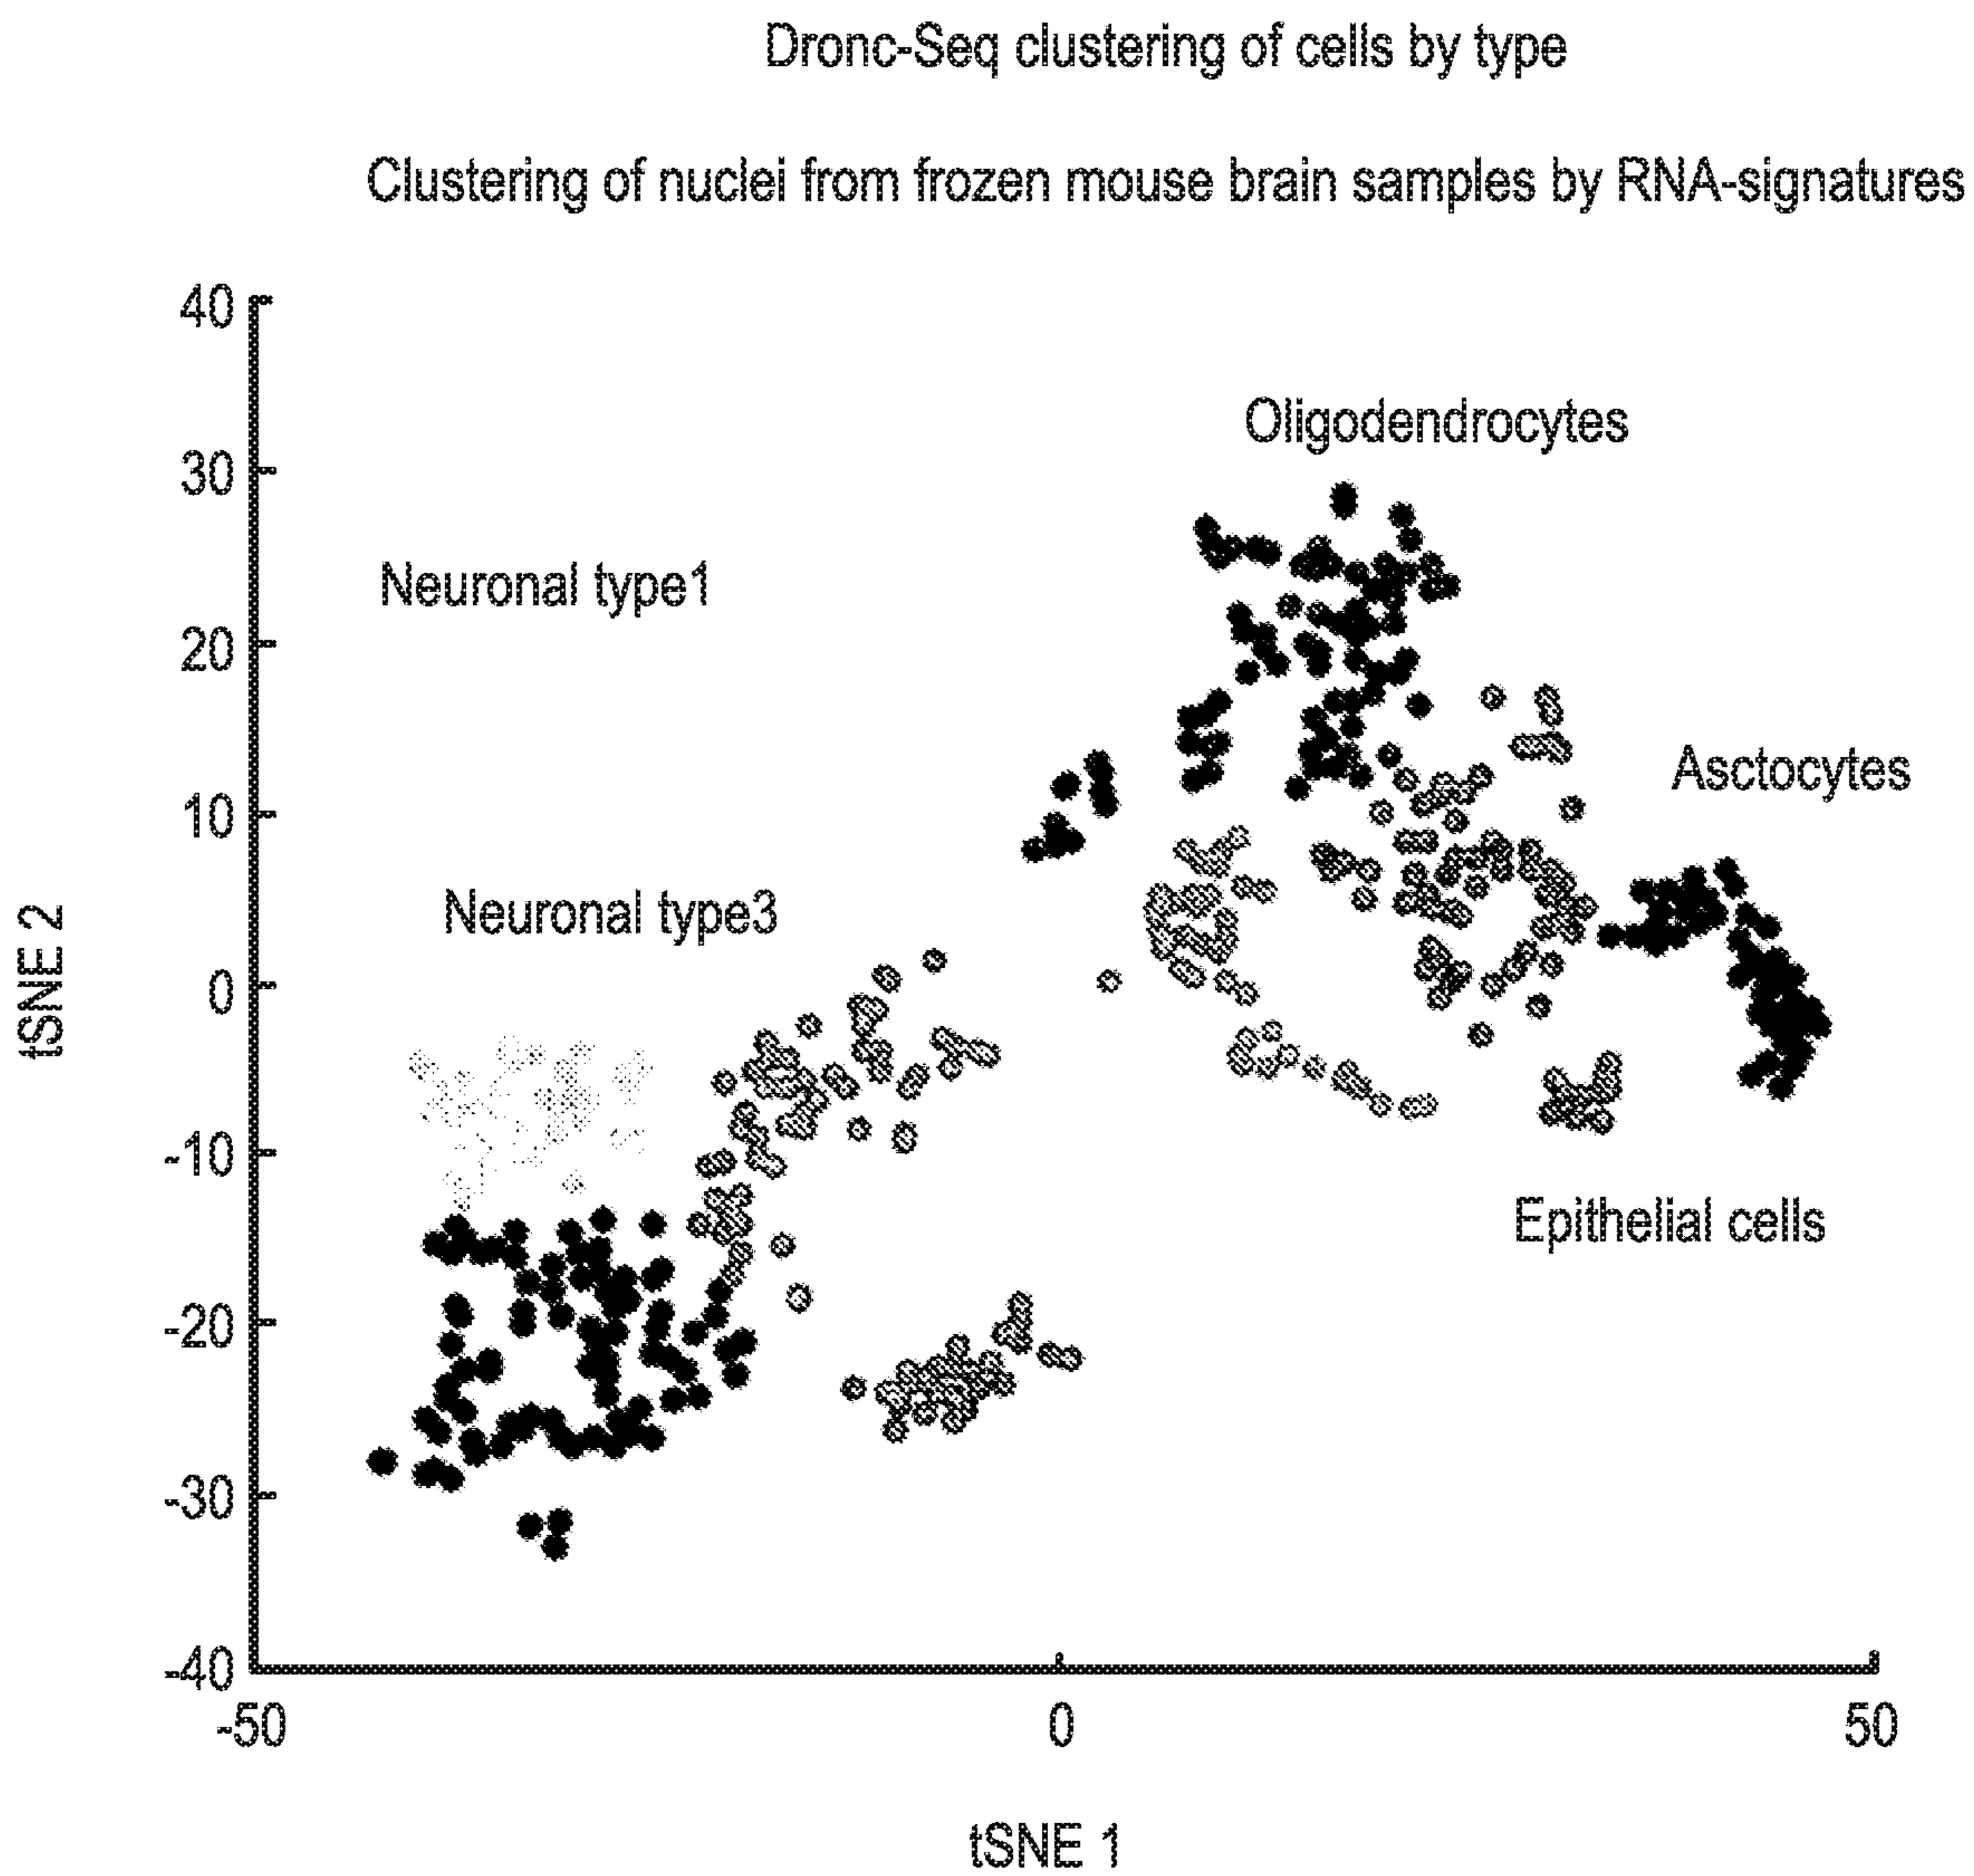 Dronc-Seq clustering of cells by type
Clustering of nuclei from frozen mouse brain samples by RNA-signatures
40
30
20
10
0
-10
-20
-30
-40
tSNE 2
Oligodendrocytes
Neuronal type1
Asctocytes
Neuronal type3
Epithelial cells
-50
0
50
tSNE 1